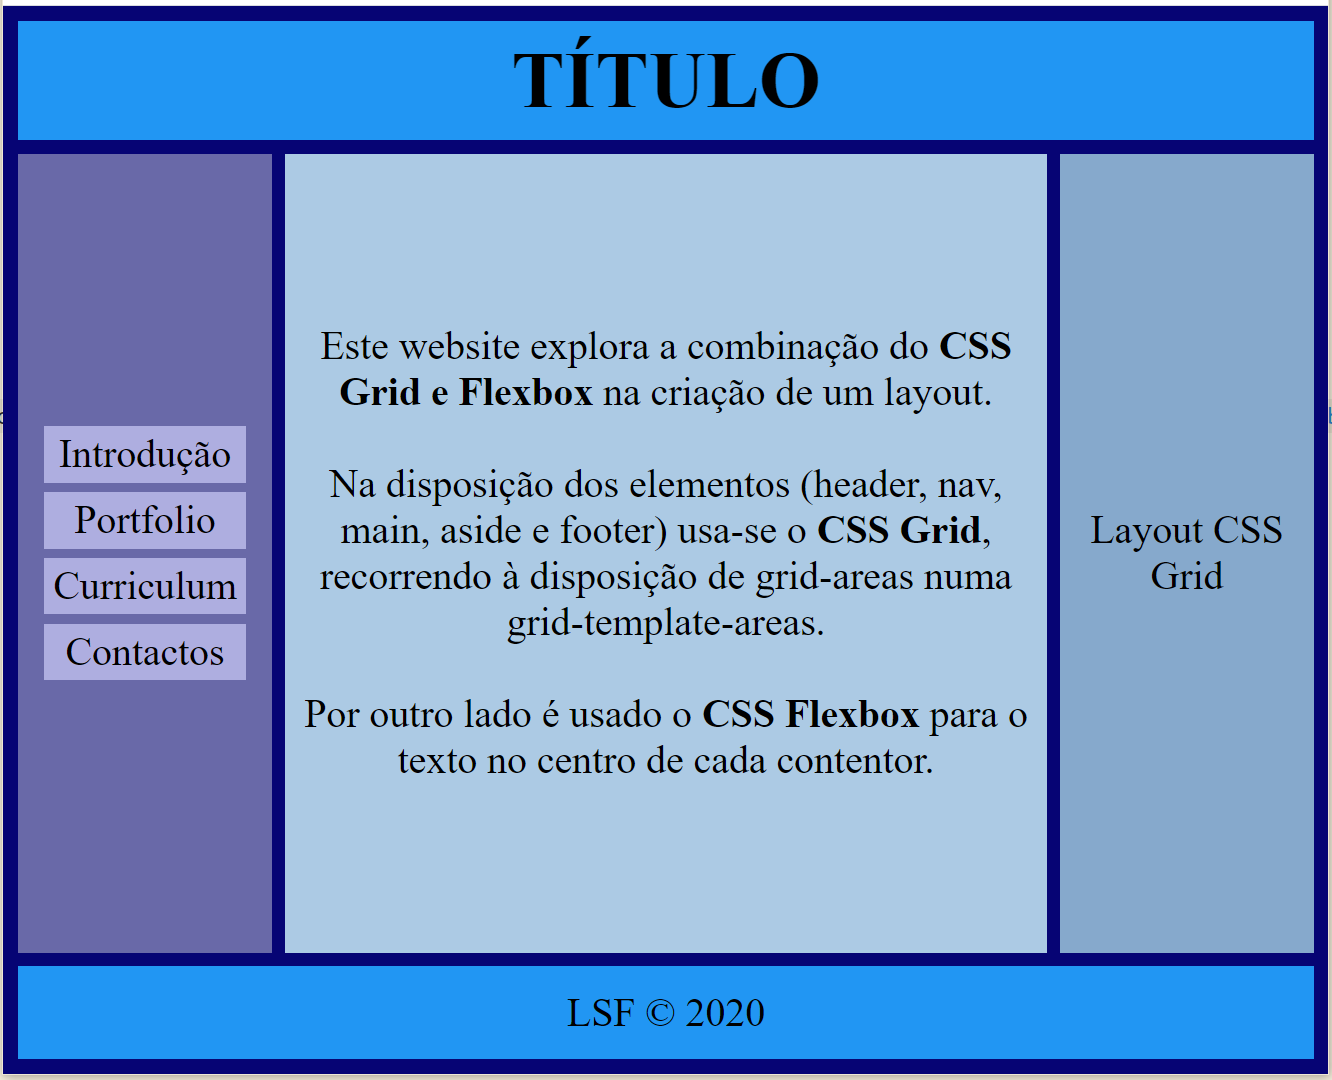 TÍTULO
Introdução
Portfolio
Curriculum
Contactos
Este website explora a combinação do CSS
Grid e Flexbox na criação de um layout.
Na disposição dos elementos (header, nav,
main, aside e footer) usa-se o CSS Grid,
recorrendo à disposição de grid-areas numa
grid-template-areas.
Por outro lado é usado o CSS Flexbox para o
texto no centro de cada contentor.
Layout CSS
Grid
LSF © 2020